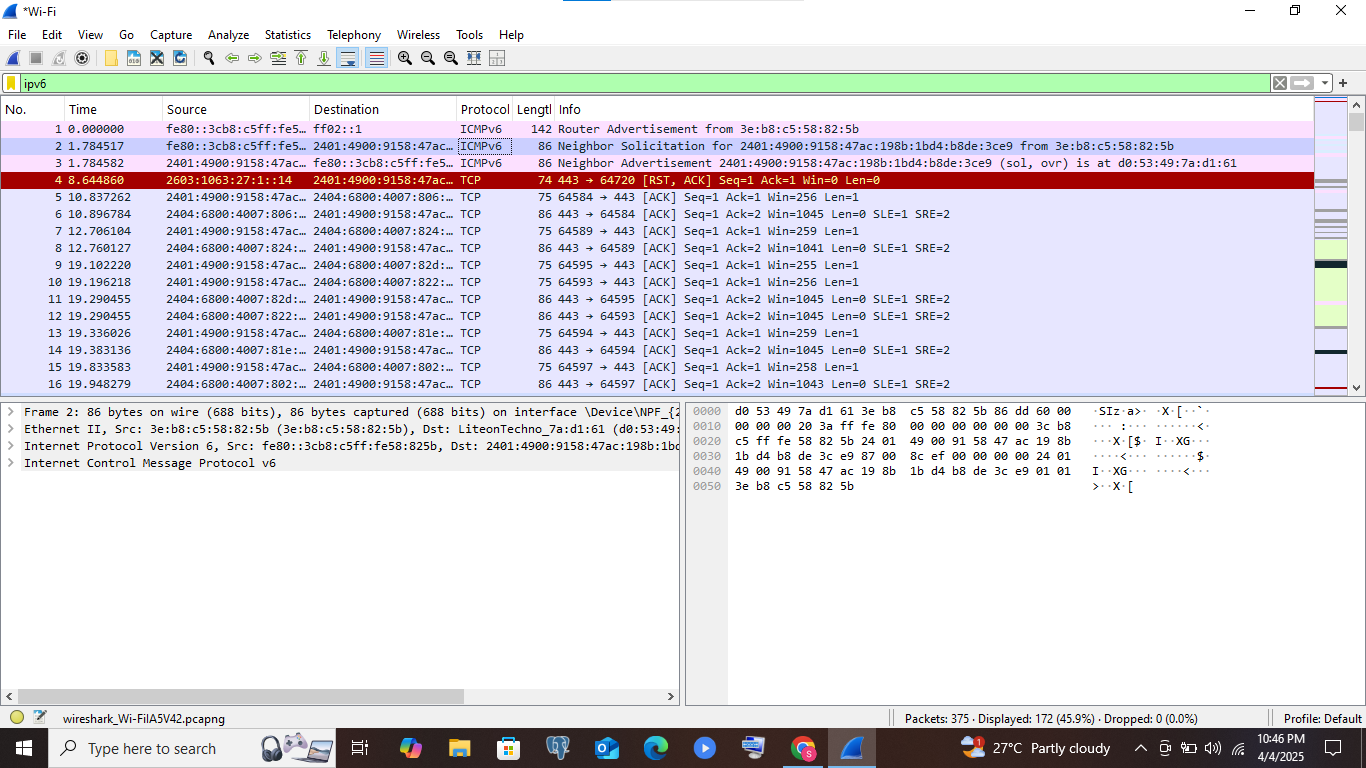 *Wi-Fi
File Edit View Go Capture Analyze Statistics Telephony Wireless Tools Help
ipv6
No. Time Source Destination Protocol Lengtl Info
1 0.000000 fe80::3cb8:c5ff:fe5… ff02::1 ICMPv6 142 Router Advertisement from 3e:b8:c5:58:82:5b
2 1.784517 fe80::3cb8:c5ff:fe5… 2401:4900:9158:47ac… ICMPv6 86 Neighbor Solicitation for 2401:4900:9158:47ac:198b:1bd4:b8de:3ce9 from 3e:b8:c5:58:82:5b
3 1.784582 2401:4900:9158:47ac… fe80::3cb8:c5ff:fe5… ICMPv6 86 Neighbor Advertisement 2401:4900:9158:47ac:198b:1bd4:b8de:3ce9 (sol, ovr) is at d0:53:49:7a:d1:61
4 8.644860 2603:1063:27:1::14 2401:4900:9158:47ac… TCP 74 443 → 64720 [RST, ACK] Seq=1 Ack=1 Win=0 Len=0
5 10.837262 2401:4900:9158:47ac… 2404:6800:4007:806:… TCP 75 64584 → 443 [ACK] Seq=1 Ack=1 Win=256 Len=1
6 10.896784 2404:6800:4007:806:… 2401:4900:9158:47ac… TCP 86 443 → 64584 [ACK] Seq=1 Ack=2 Win=1045 Len=0 SLE=1 SRE=2
7 12.706104 2401:4900:9158:47ac… 2404:6800:4007:824:… TCP 75 64589 → 443 [ACK] Seq=1 Ack=1 Win=259 Len=1
8 12.760127 2404:6800:4007:824:… 2401:4900:9158:47ac… TCP 86 443 → 64589 [ACK] Seq=1 Ack=2 Win=1041 Len=0 SLE=1 SRE=2
9 19.102220 2401:4900:9158:47ac… 2404:6800:4007:82d:… TCP 75 64595 → 443 [ACK] Seq=1 Ack=1 Win=255 Len=1
10 19.196218 2401:4900:9158:47ac… 2404:6800:4007:822:… TCP 75 64593 → 443 [ACK] Seq=1 Ack=1 Win=256 Len=1
11 19.290455 2404:6800:4007:82d:… 2401:4900:9158:47ac… TCP 86 443 → 64595 [ACK] Seq=1 Ack=2 Win=1045 Len=0 SLE=1 SRE=2
12 19.290455 2404:6800:4007:822:… 2401:4900:9158:47ac… TCP 86 443 → 64593 [ACK] Seq=1 Ack=2 Win=1045 Len=0 SLE=1 SRE=2
13 19.336026 2401:4900:9158:47ac… 2404:6800:4007:81e:… TCP 75 64594 → 443 [ACK] Seq=1 Ack=1 Win=259 Len=1
14 19.383136 2404:6800:4007:81e:… 2401:4900:9158:47ac… TCP 86 443 → 64594 [ACK] Seq=1 Ack=2 Win=1045 Len=0 SLE=1 SRE=2
15 19.833583 2401:4900:9158:47ac… 2404:6800:4007:802:… TCP 75 64597 → 443 [ACK] Seq=1 Ack=1 Win=258 Len=1
16 19.948279 2404:6800:4007:802:… 2401:4900:9158:47ac… TCP 86 443 → 64597 [ACK] Seq=1 Ack=2 Win=1043 Len=0 SLE=1 SRE=2
Frame 2: 86 bytes on wire (688 bits), 86 bytes captured (688 bits) on interface \Device\NPF_{2
Ethernet II, Src: 3e:b8:c5:58:82:5b (3e:b8:c5:58:82:5b), Dst: LiteonTechno_7a:d1:61 (d0:53:49:
Internet Protocol Version 6, Src: fe80::3cb8:c5ff:fe58:825b, Dst: 2401:4900:9158:47ac:198b:1bd
Internet Control Message Protocol v6
0000 d0 53 49 7a d1 61 3e b8 c5 58 82 5b 86 dd 60 00 ·SIz·a>· ·X·[··`·
0010 00 00 00 20 3a ff fe 80 00 00 00 00 00 00 3c b8 ··· :··· ······<·
0020 c5 ff fe 58 82 5b 24 01 49 00 91 58 47 ac 19 8b ···X·[$· I··XG···
0030 1b d4 b8 de 3c e9 87 00 8c ef 00 00 00 00 24 01 ····<··· ······$·
0040 49 00 91 58 47 ac 19 8b 1b d4 b8 de 3c e9 01 01 I··XG··· ····<···
0050 3e b8 c5 58 82 5b >··X·[
wireshark_Wi-FiIA5V42.pcapng
Packets: 375 · Displayed: 172 (45.9%) · Dropped: 0 (0.0%)
Profile: Default
Type here to search
1
S
27°C Partly cloudy
10:46 PM
4/4/2025